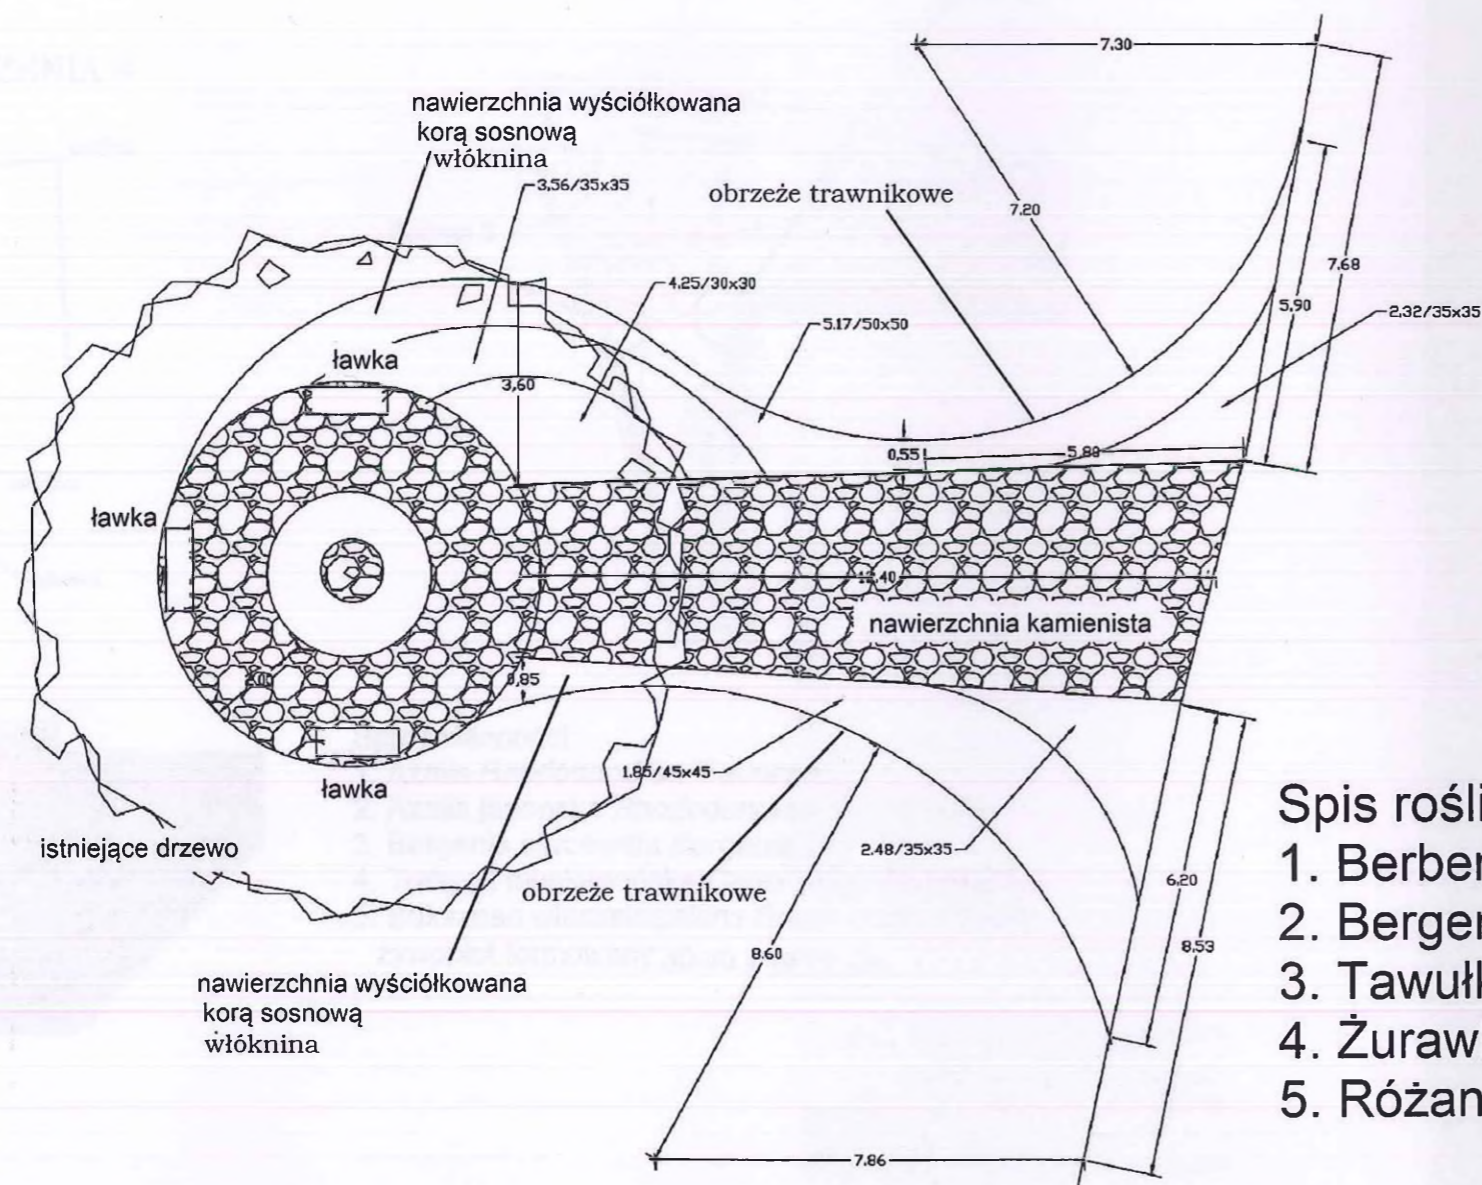 7.30
nawierzchnia wyściółkowana
korą sosnową
włóknina
3.56/35x35
obrzeże trawnikowe
7.20
7.68
4.25/30x30
5.90
2.32/35x35
5.17/50x50
ławka
3,60
0,55
5.80
ławka
12.40
nawierzchnia kamienista
0,85
1.85/45x45
ławka
istniejące drzewo
2.48/35x35
obrzeże trawnikowe
6,20
8.60
8,53
nawierzchnia wyściółkowana
korą sosnową
włóknina
7.86
Spis rośli
1. Berber
2. Berger
3. Tawułk
4. Żuraw
5. Różan